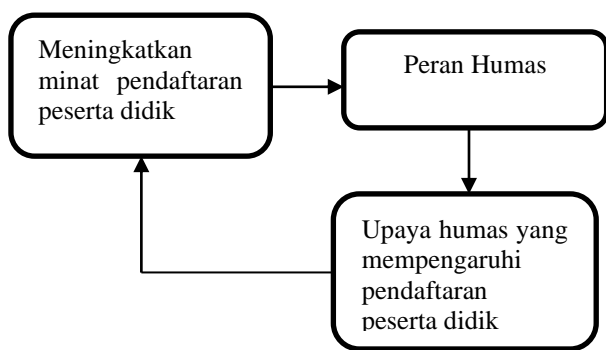 Meningkatkan
minat pendaftaran
peserta didik
Peran Humas
Upaya humas yang
mempengaruhi
pendaftaran
peserta didik